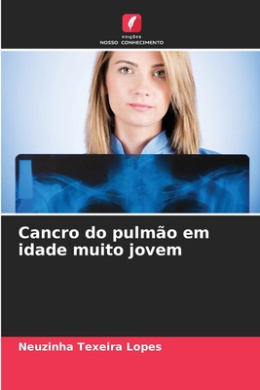 edições
NOSSO CONHECIMENTO
Cancro do pulmão em
idade muito jovem
Neuzinha Texeira Lopes